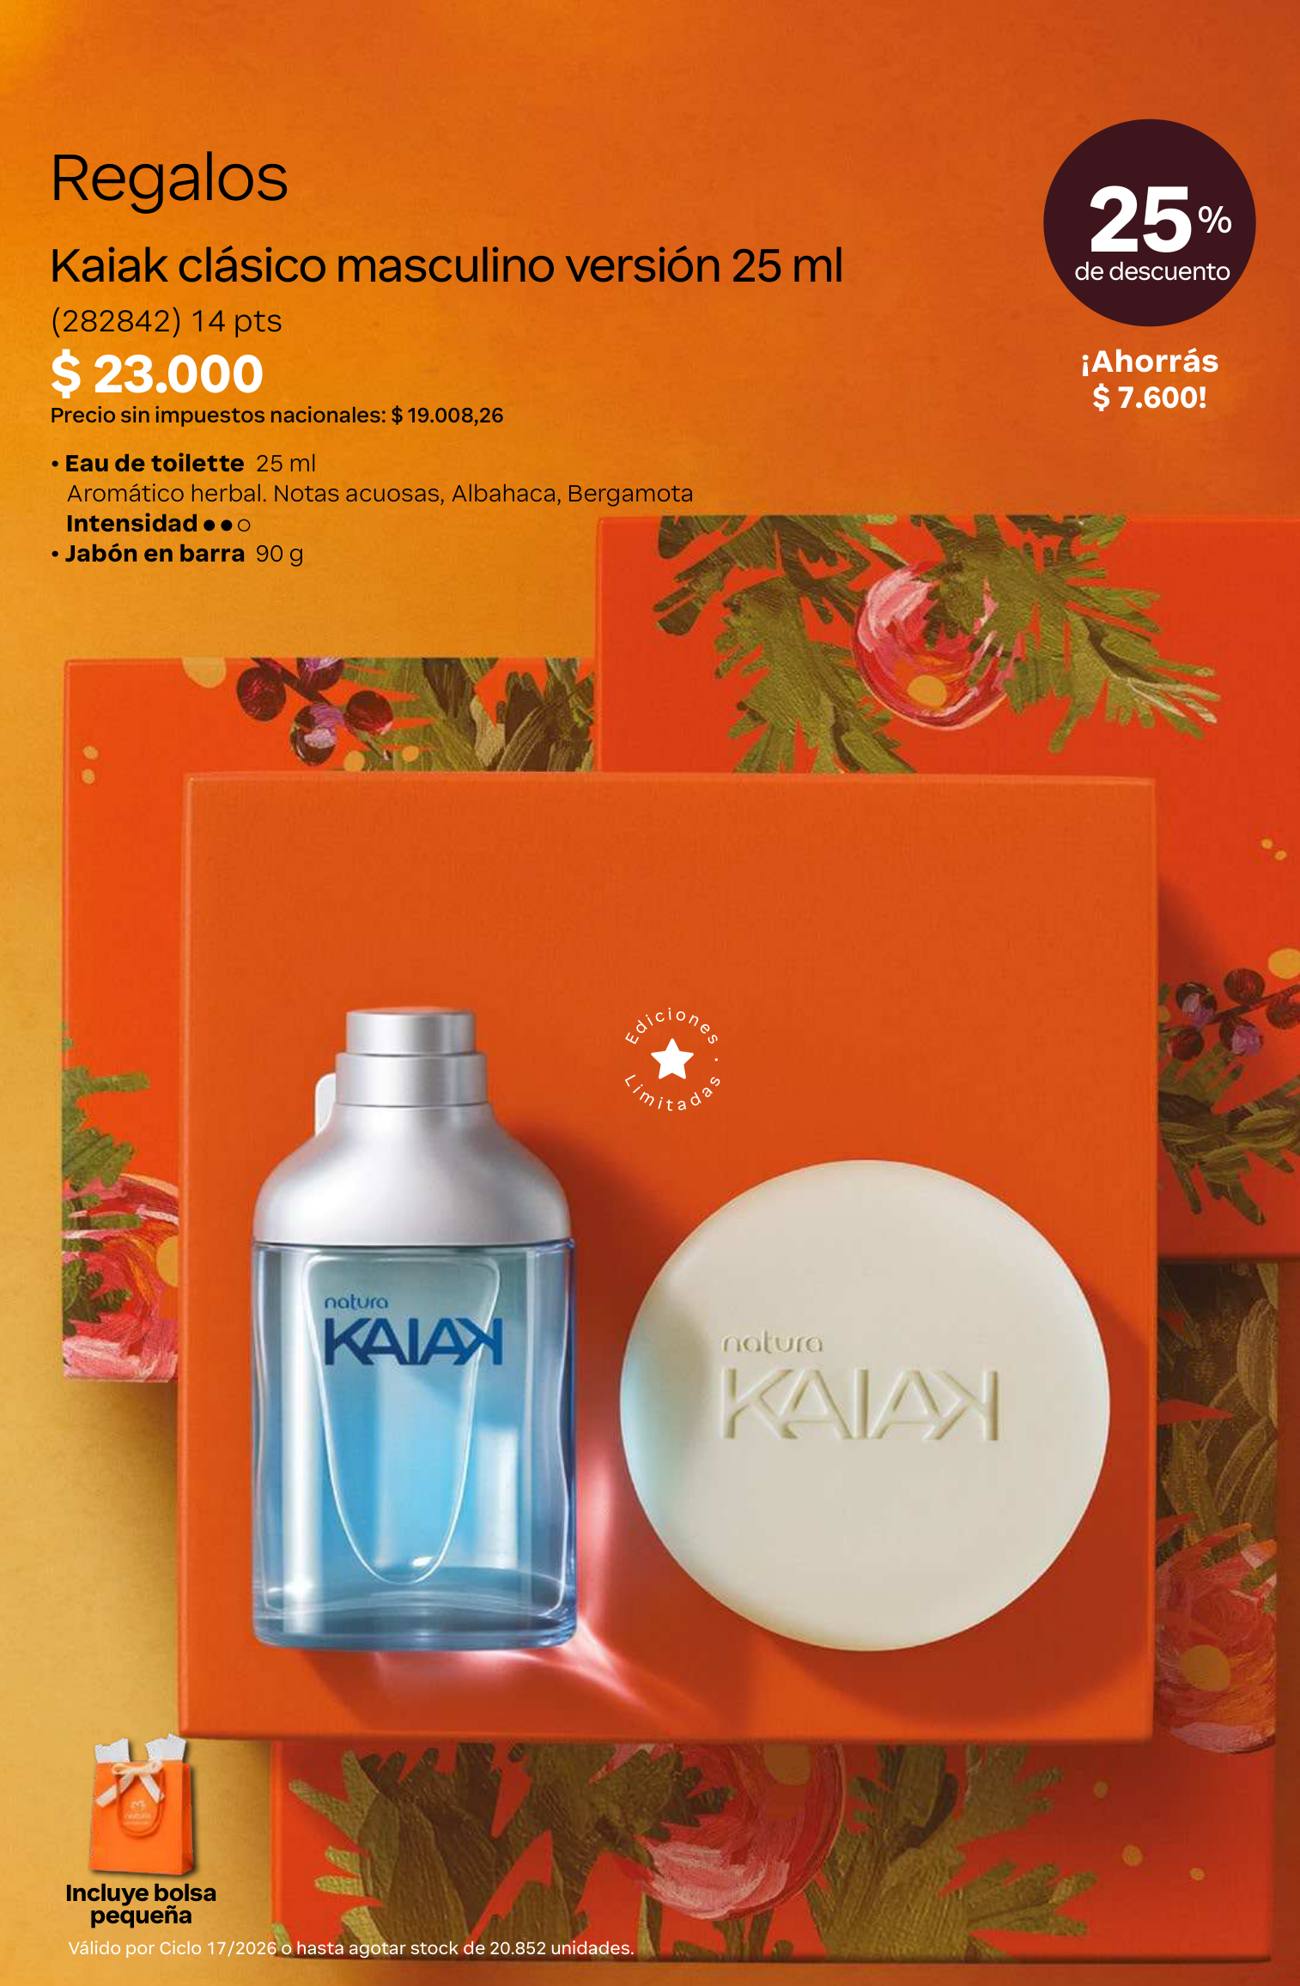 Regalos
Kaiak clásico masculino versión 25 ml
(282842) 14 pts
$ 23.000
Precio sin impuestos nacionales: $ 19.008,26
• Eau de toilette 25 ml
Aromático herbal. Notas acuosas, Albahaca, Bergamota
Intensidad ●●○
• Jabón en barra 90 g
25%
de descuento
¡Ahorrás
$ 7.600!
Ediciones
Limitadas
natura
KAIAK
natura
KAIAK
natura
Incluye bolsa
pequeña
Válido por Ciclo 17/2026 o hasta agotar stock de 20.852 unidades.